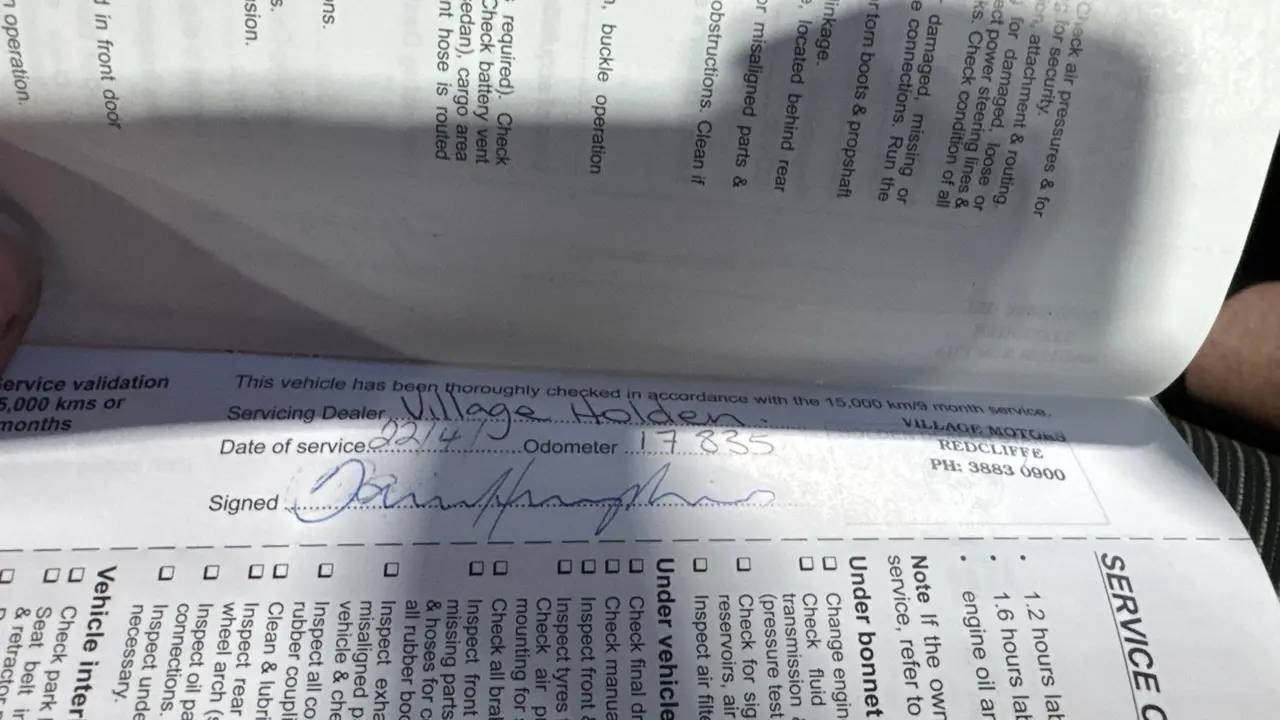 Check air pressures & for
for security.
attachment & routing.
for damaged, loose or
ect power steering lines &
ks. Check condition of all
damaged, missing or
e connections. Run the
torn boots & propshaft
linkage.
, located behind rear
or misaligned parts &
obstructions. Clean if
, buckle operation
required). Check
Check battery vent
sedan), cargo area
nt hose is routed
ons.
s.
sion.
d in front door
n operation.
ervice validation
5,000 kms or
months
This vehicle has been thoroughly checked in accordance with the 15,000 km/9 month service.
Servicing Dealer Village Holden.
Date of service 22/4/ Odometer 17 835
Signed
VILLAGE MOTORS
REDCLIFFE
PH: 3883 0900
SERVICE
• 1.2 hours lab
• 1.6 hours lab
• engine oil an
Note If the own
service, refer to
Under bonnet
❑ Change engin
❑ Check fluid
transmission
(pressure test
❑ Check for sig
reservoirs, air
❑ Inspect air filte
Under vehicle
❑ Check final dr
❑ Check manua
❑ Inspect front &
❑ Inspect tyres
Check air p
mounting for
❑ Check all bra
❑ Inspect front
missing parts
& hoses for c
all rubber boo
❑ Inspect exha
misaligned p
vehicle & che
❑ Inspect all co
rubber coupli
❑ Clean & lubri
❑ Inspect rear
wheel arch (s
❑ Inspect oil pa
connections.
❑ Inspect unde
necessary.
Vehicle inter
❑ Check park
❑ Seat belt in
& retractor